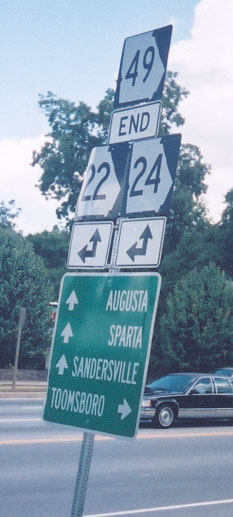 49
END
22 24
AUGUSTA
SPARTA
SANDERSVILLE
TOOMSBORO